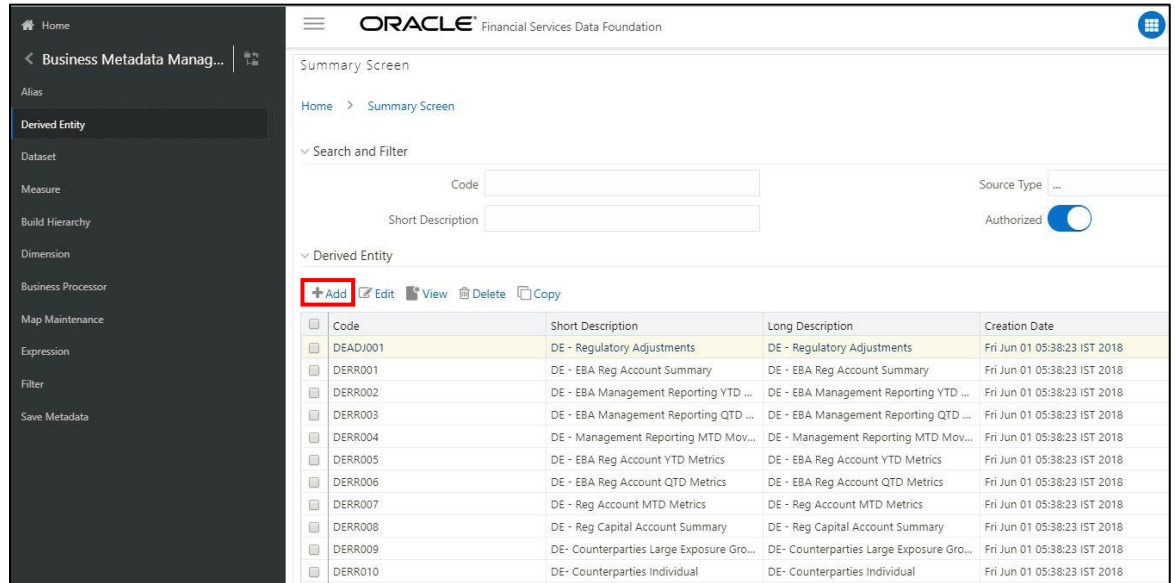 Home
Business Metadata Manag...
Alias
Derived Entity
Dataset
Measure
Build Hierarchy
Dimension
Business Processor
Map Maintenance
Expression
Filter
Save Metadata
ORACLE® Financial Services Data Foundation
Summary Screen
Home > Summary Screen
Search and Filter
Code Source Type ...
Short Description Authorized
Derived Entity
Add Edit View Delete Copy
Code Short Description Long Description Creation Date
DEADJ001 DE - Regulatory Adjustments DE - Regulatory Adjustments Fri Jun 01 05:38:23 IST 2018
DERR001 DE - EBA Reg Account Summary DE - EBA Reg Account Summary Fri Jun 01 05:38:23 IST 2018
DERR002 DE - EBA Management Reporting YTD ... DE - EBA Management Reporting YTD ... Fri Jun 01 05:38:23 IST 2018
DERR003 DE - EBA Management Reporting QTD ... DE - EBA Management Reporting QTD ... Fri Jun 01 05:38:23 IST 2018
DERR004 DE - Management Reporting MTD Mov... DE - Management Reporting MTD Mov... Fri Jun 01 05:38:23 IST 2018
DERR005 DE - EBA Reg Account YTD Metrics DE - EBA Reg Account YTD Metrics Fri Jun 01 05:38:23 IST 2018
DERR006 DE - EBA Reg Account QTD Metrics DE - EBA Reg Account QTD Metrics Fri Jun 01 05:38:23 IST 2018
DERR007 DE - Reg Account MTD Metrics DE - Reg Account MTD Metrics Fri Jun 01 05:38:23 IST 2018
DERR008 DE - Reg Capital Account Summary DE - Reg Capital Account Summary Fri Jun 01 05:38:23 IST 2018
DERR009 DE- Counterparties Large Exposure Gro... DE- Counterparties Large Exposure Gro... Fri Jun 01 05:38:23 IST 2018
DERR010 DE- Counterparties Individual DE- Counterparties Individual Fri Jun 01 05:38:23 IST 2018